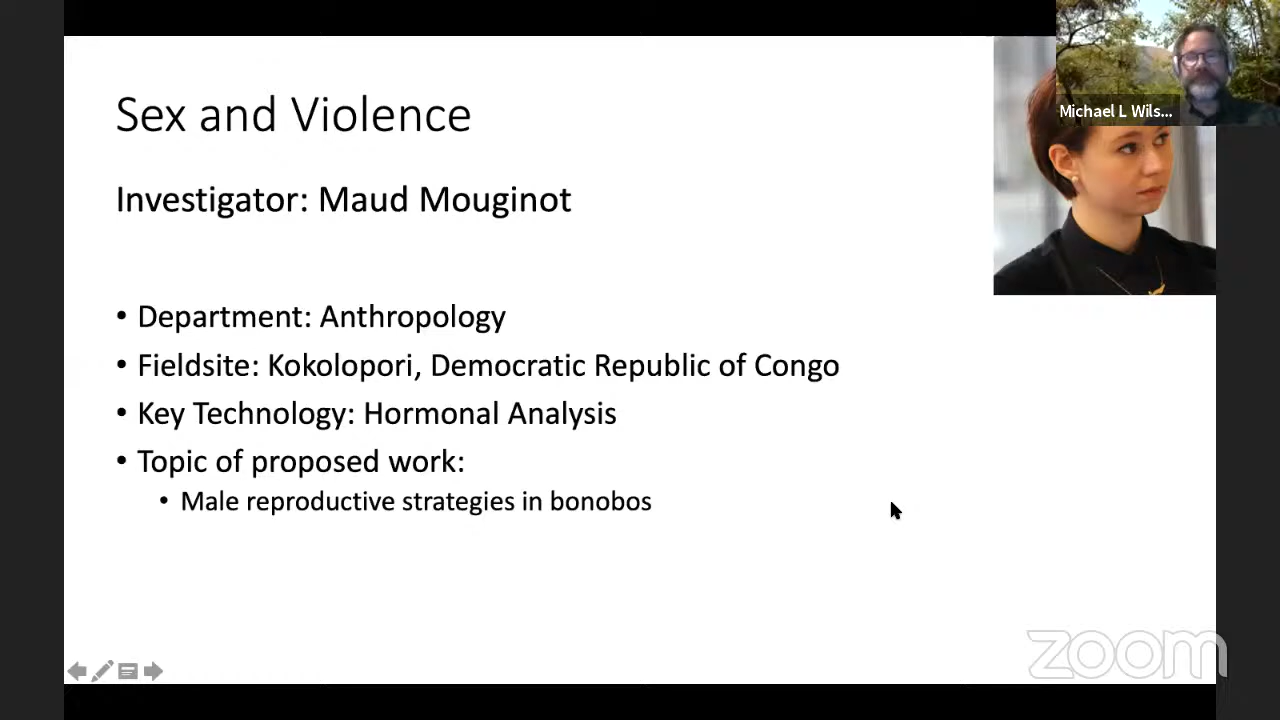 Sex and Violence
Michael L Wils...
Investigator: Maud Mouginot
• Department: Anthropology
• Fieldsite: Kokolopori, Democratic Republic of Congo
• Key Technology: Hormonal Analysis
• Topic of proposed work:
• Male reproductive strategies in bonobos
zoom